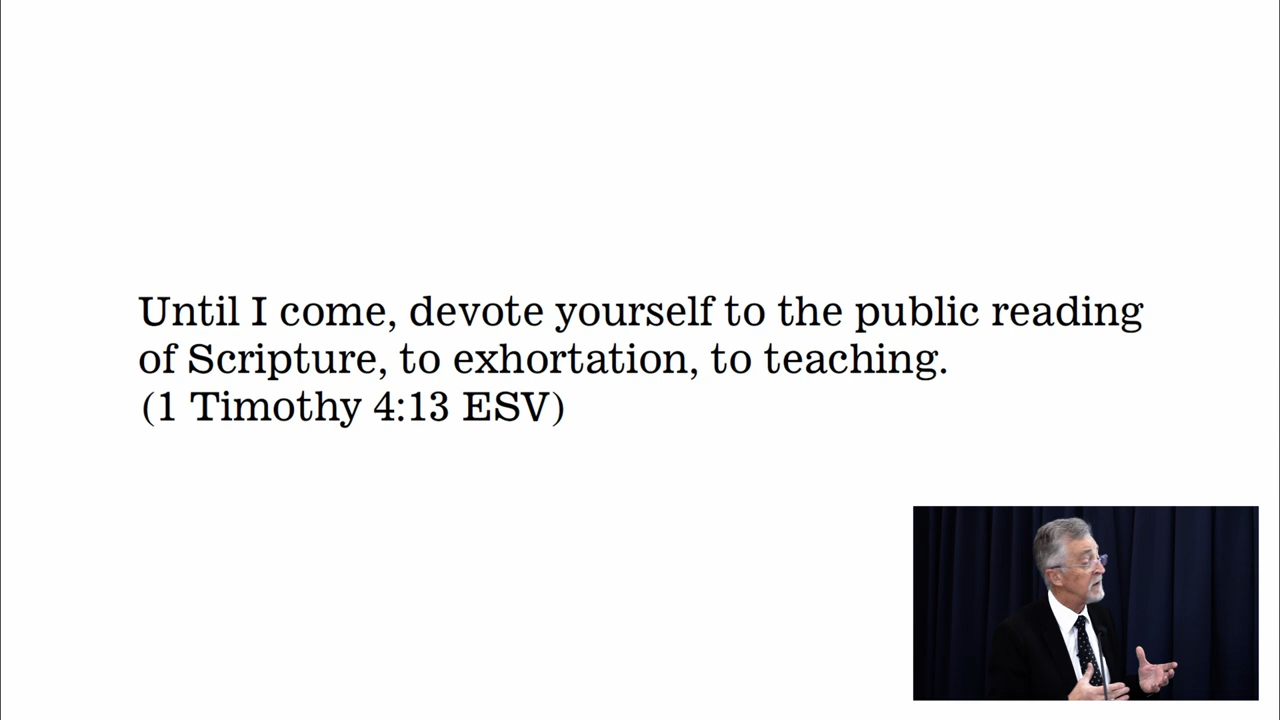 Until I come, devote yourself to the public reading
of Scripture, to exhortation, to teaching.
(1 Timothy 4:13 ESV)